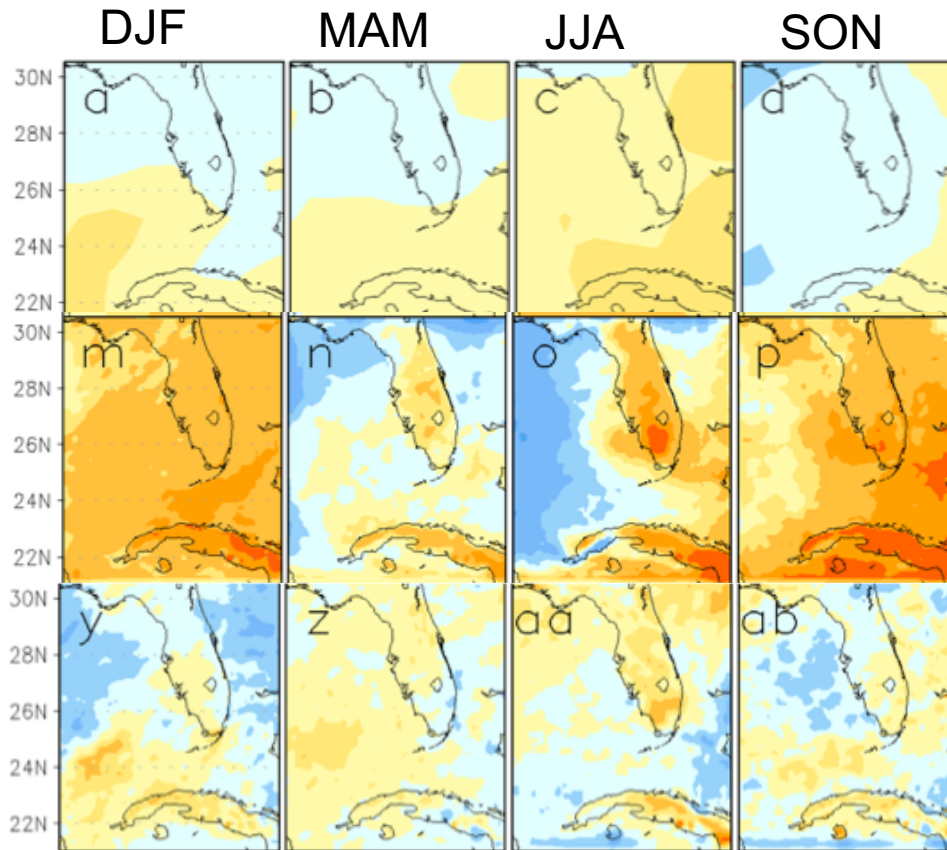 DJF MAM JJA SON
30N a b c d
28N
26N
24N
22N
30N m n o p
28N
26N
24N
22N
30N y z aa ab
28N
26N
24N
22N